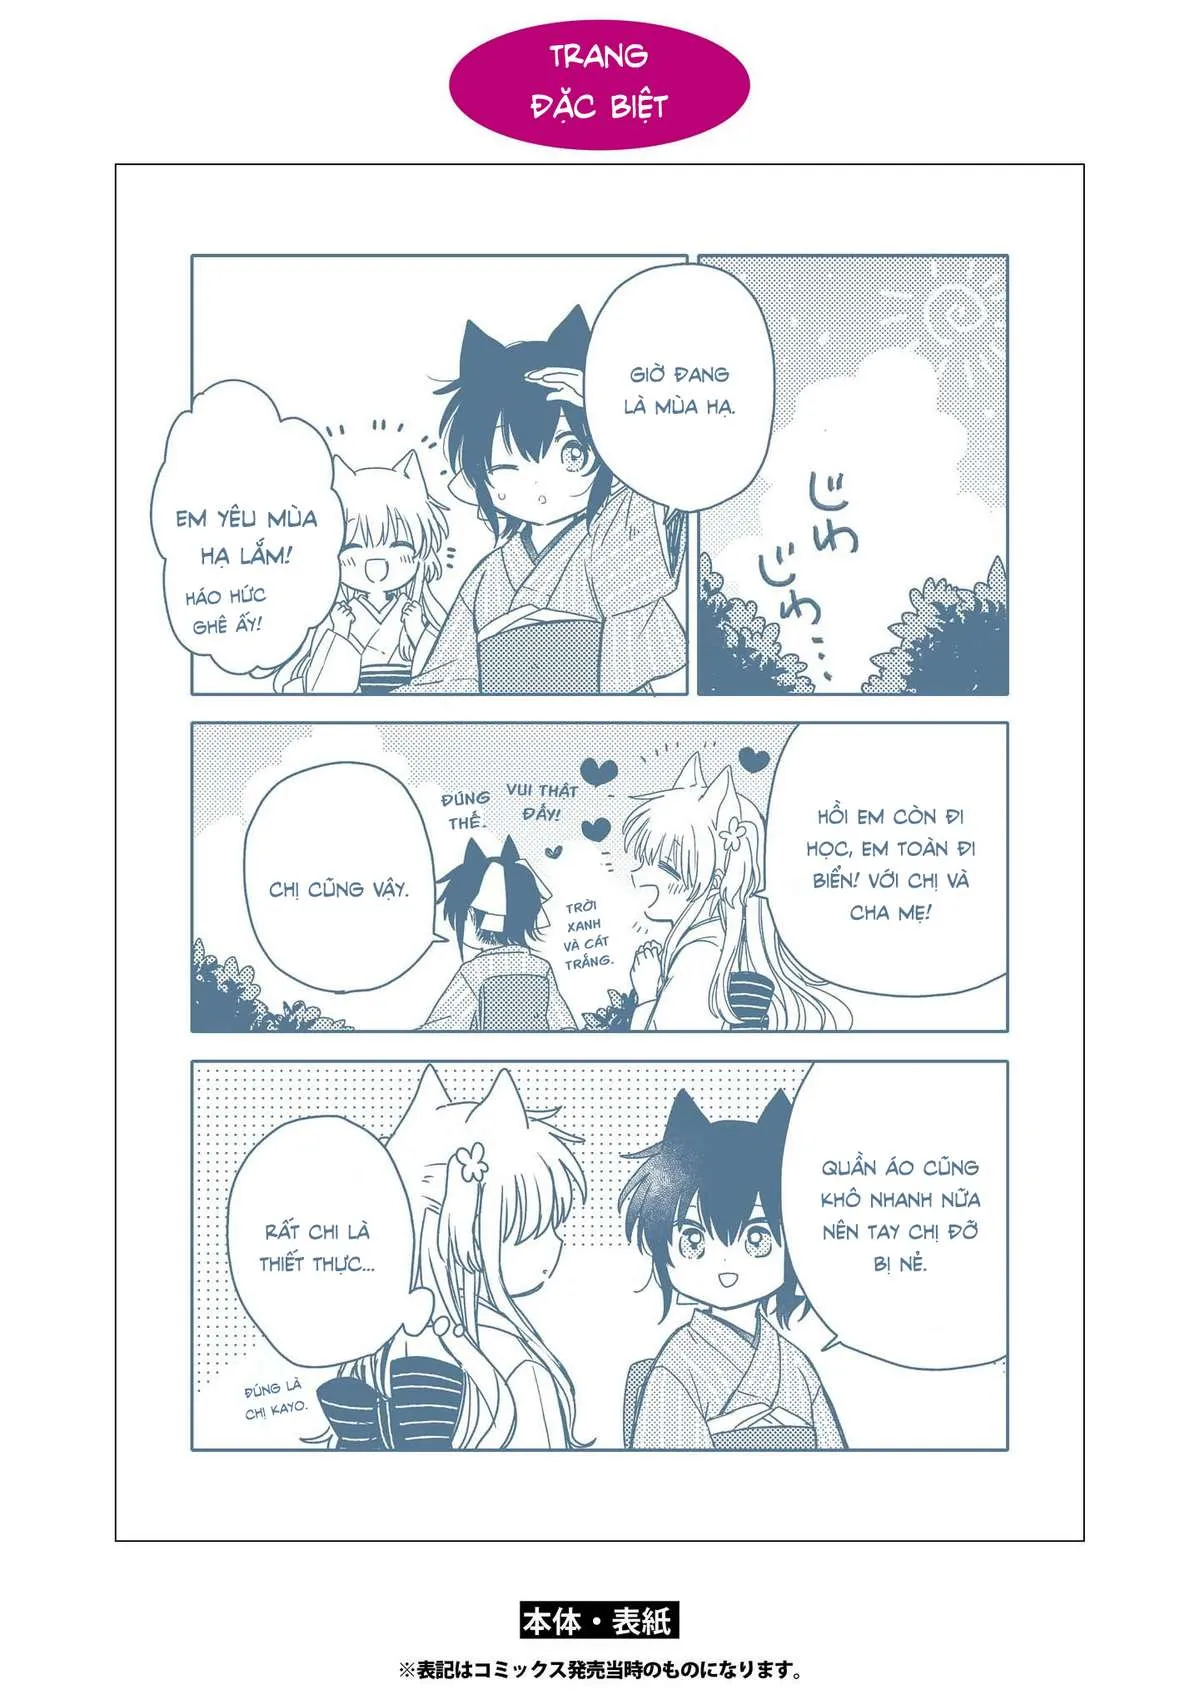 TRANG
ĐẶC BIỆT
GIỜ ĐANG
LÀ MÙA HẠ.
じわ
じわ…
EM YÊU MÙA
HẠ LẮM!
HÁO HỨC
GHÊ ẤY!
HỒI EM CÒN ĐI
HỌC, EM TOÀN ĐI
BIỂN! VỚI CHỊ VÀ
CHA MẸ!
VUI THẬT
ĐẤY!
ĐÚNG
THẾ.
TRỜI
XANH
VÀ CÁT
TRẮNG.
CHỊ CŨNG VẬY.
QUẦN ÁO CŨNG
KHÔ NHANH NỮA
NÊN TAY CHỊ ĐỠ
BỊ NẺ.
RẤT CHI LÀ
THIẾT THỰC...
ĐÚNG LÀ
CHỊ KAYO.
本体・表紙
※表記はコミックス発売当時のものになります。